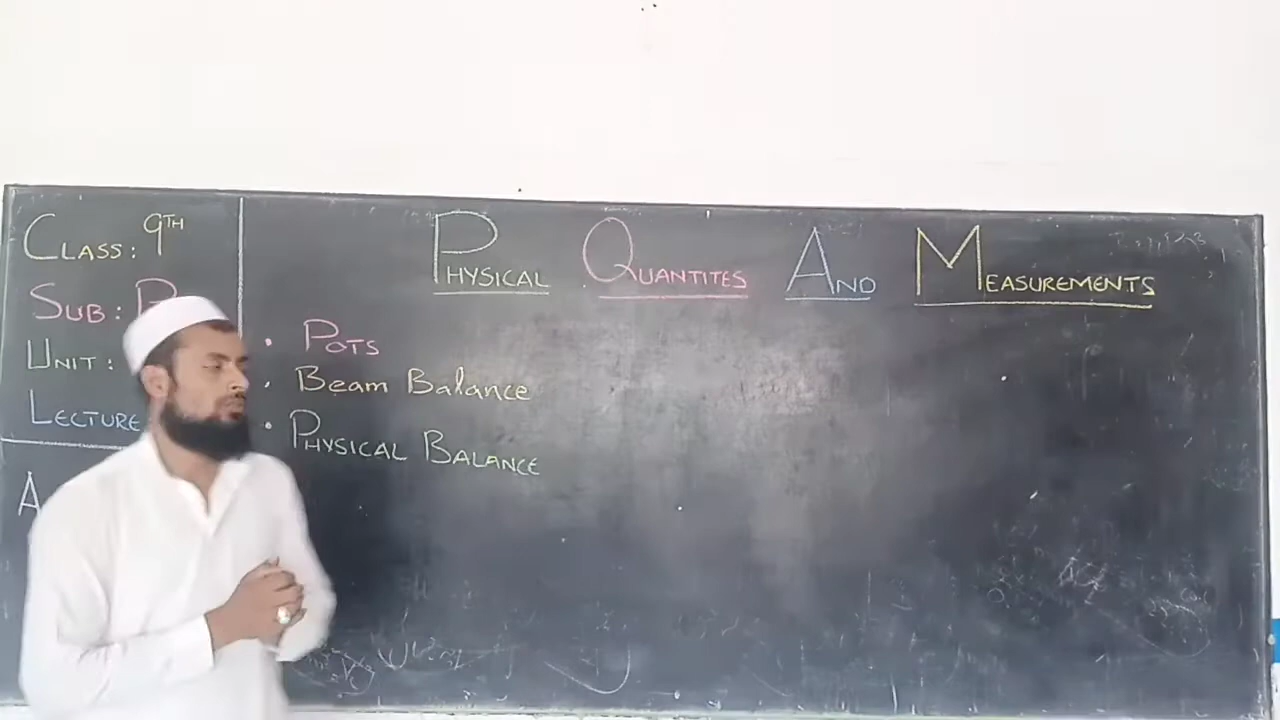 CLASS: 9TH
SUB: P
UNIT:
LECTURE
A
PHYSICAL QUANTITES AND MEASUREMENTS
• POTS
• Beam Balance
• PHYSICAL BALANCE